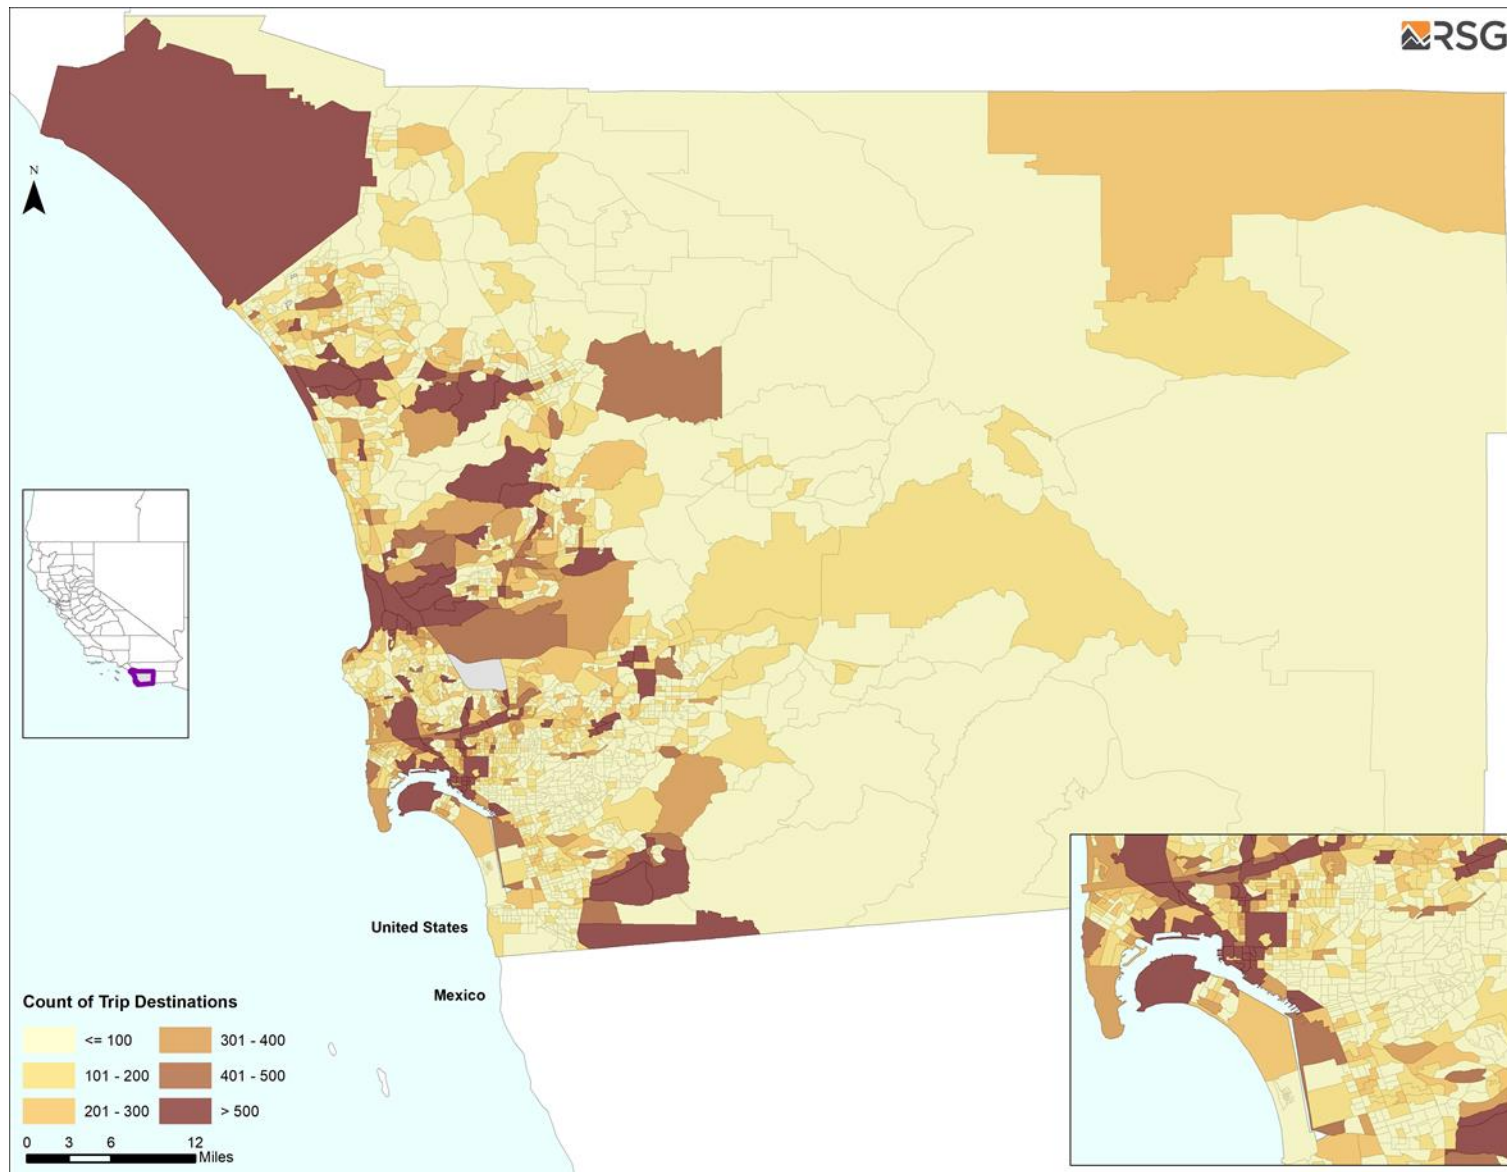 RSG
N
United States
Mexico
Count of Trip Destinations
<= 100
301 - 400
101 - 200
401 - 500
201 - 300
> 500
0 3 6 12
Miles